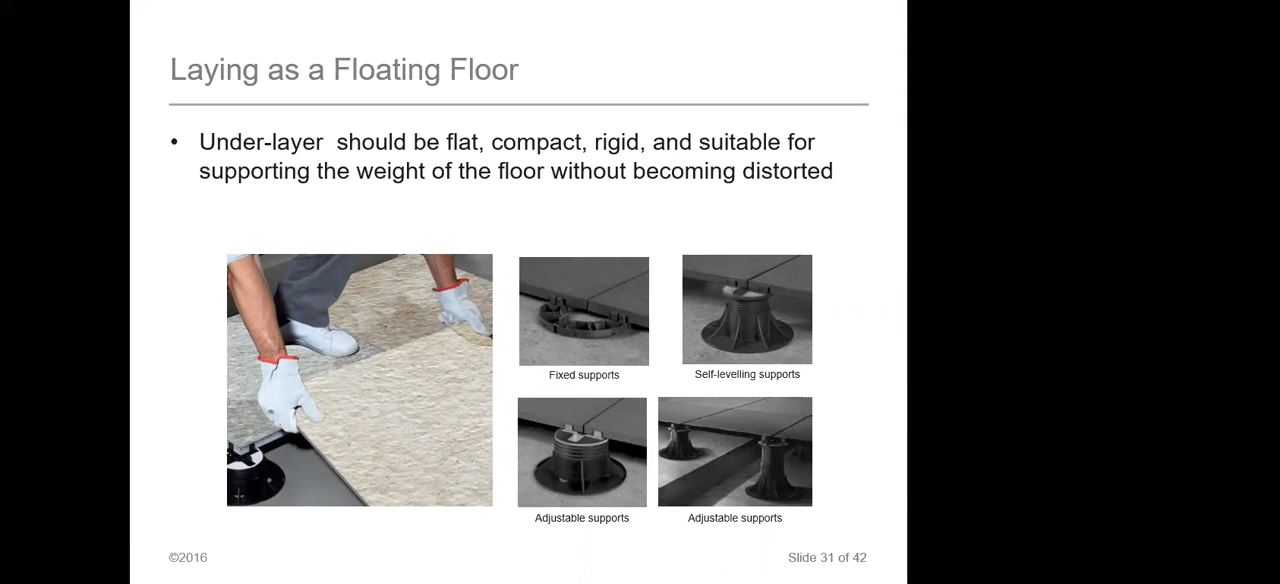 Laying as a Floating Floor
• Under-layer should be flat, compact, rigid, and suitable for
supporting the weight of the floor without becoming distorted
Fixed supports
Self-levelling supports
Adjustable supports
Adjustable supports
©2016
Slide 31 of 42